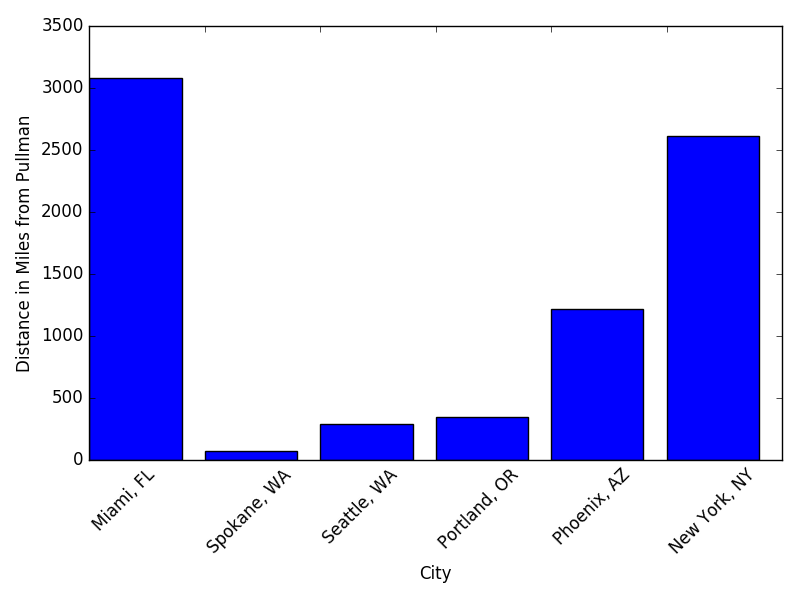 3500
3000
2500
2000
1500
1000
500
0
Distance in Miles from Pullman
Miami, FL
Spokane, WA
Seattle, WA
Portland, OR
Phoenix, AZ
New York, NY
City